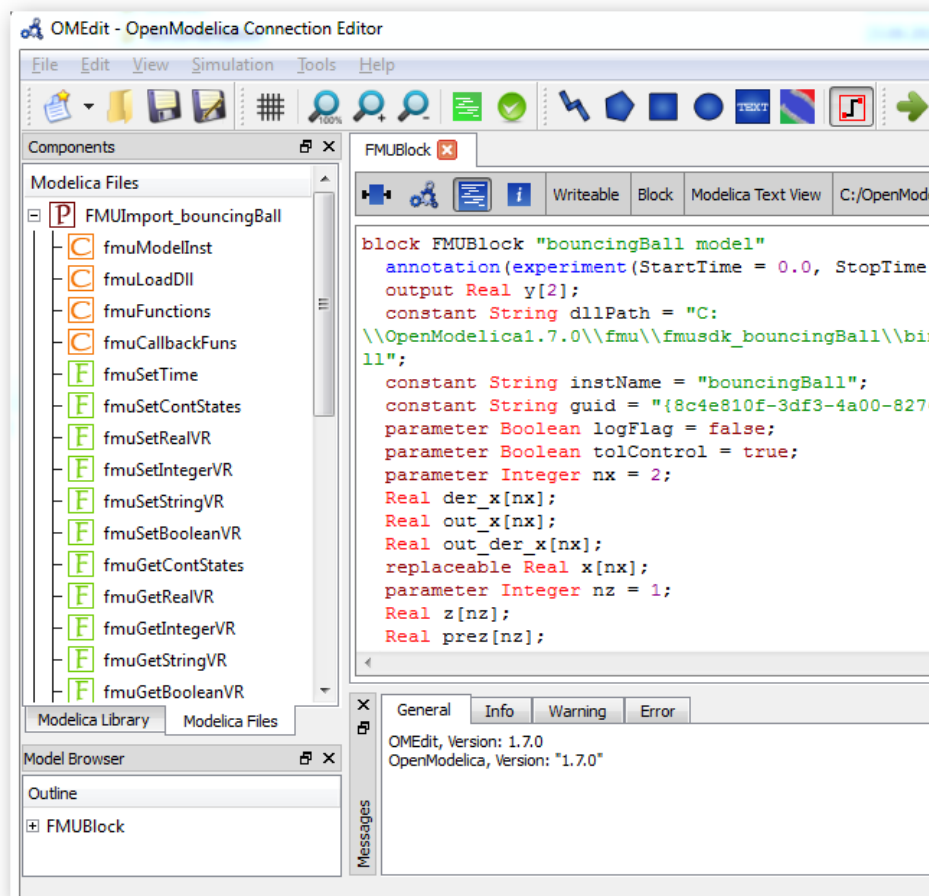 OMEdit - OpenModelica Connection Editor
File Edit View Simulation Tools Help
100%
TEXT
Components
Modelica Files
P FMUImport_bouncingBall
C fmuModelInst
C fmuLoadDll
C fmuFunctions
C fmuCallbackFuns
F fmuSetTime
F fmuSetContStates
F fmuSetRealVR
F fmuSetIntegerVR
F fmuSetStringVR
F fmuSetBooleanVR
F fmuGetContStates
F fmuGetRealVR
F fmuGetIntegerVR
F fmuGetStringVR
F fmuGetBooleanVR
Modelica Library Modelica Files
Model Browser
Outline
FMUBlock
FMUBlock
i Writeable Block Modelica Text View C:/OpenMod
block FMUBlock "bouncingBall model"
annotation(experiment(StartTime = 0.0, StopTime
output Real y[2];
constant String dllPath = "C:
\\OpenModelica1.7.0\\fmu\\fmusdk_bouncingBall\\bin
ll";
constant String instName = "bouncingBall";
constant String guid = "{8c4e810f-3df3-4a00-827
parameter Boolean logFlag = false;
parameter Boolean tolControl = true;
parameter Integer nx = 2;
Real der_x[nx];
Real out_x[nx];
Real out_der_x[nx];
replaceable Real x[nx];
parameter Integer nz = 1;
Real z[nz];
Real prez[nz];
Messages
General Info Warning Error
OMEdit, Version: 1.7.0
OpenModelica, Version: "1.7.0"